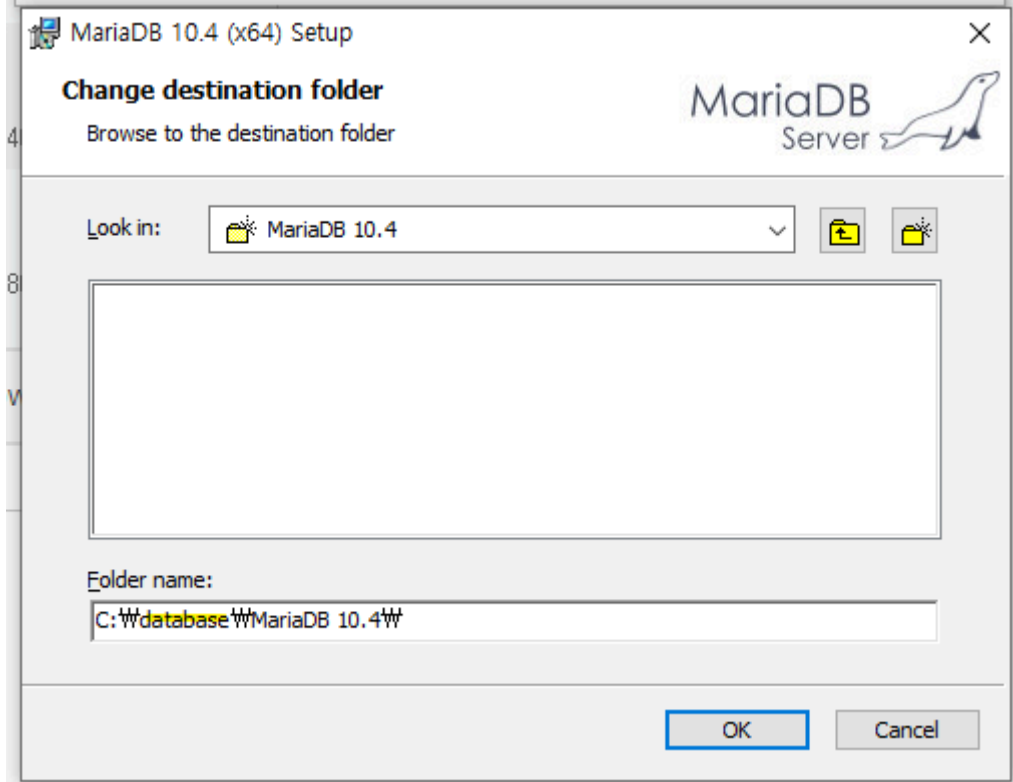 MariaDB 10.4 (x64) Setup
Change destination folder
Browse to the destination folder
MariaDB
Server
Look in:
MariaDB 10.4
Folder name:
C:₩database₩MariaDB 10.4₩
OK
Cancel